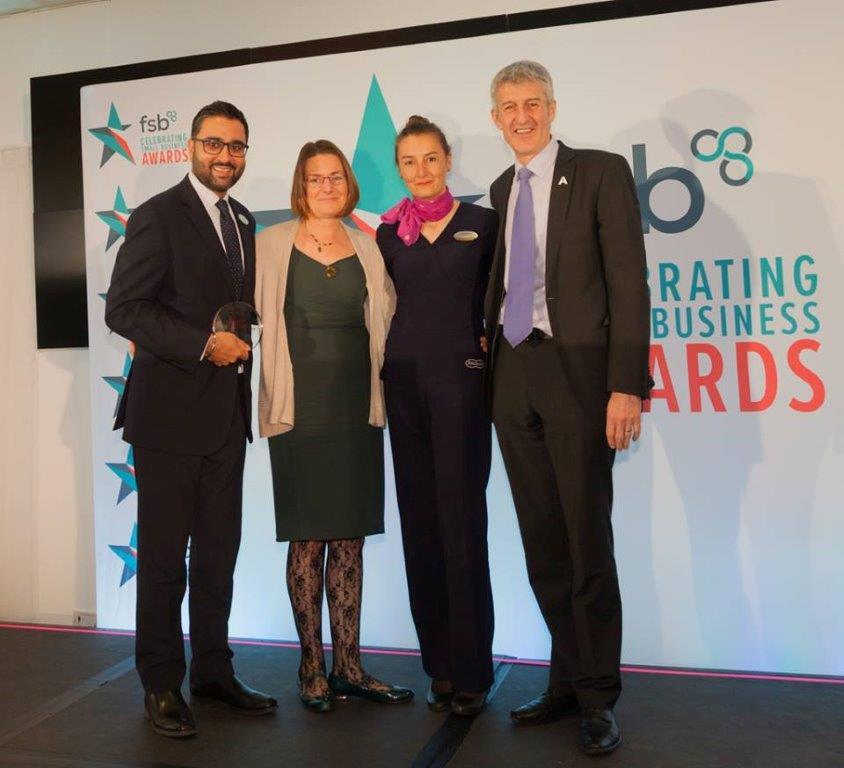 fsb
CELEBRATING
SMALL BUSINESS
AWARDS
b
RATING
BUSINESS
ARDS
A